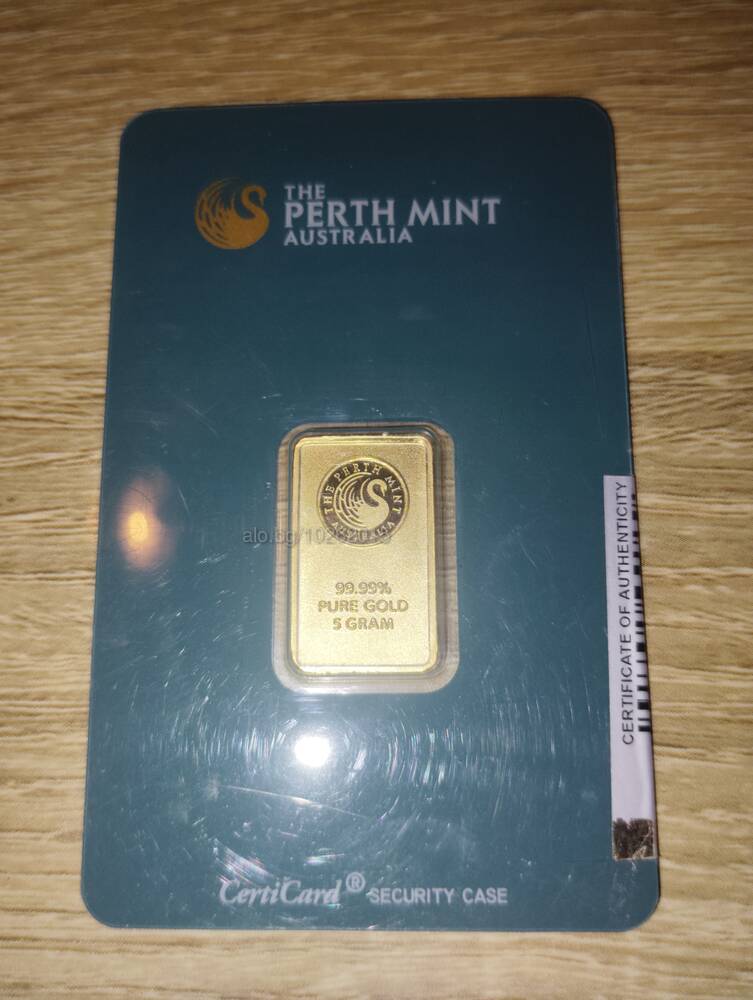 THE
PERTH MINT
AUSTRALIA
THE PERTH MINT
AUSTRALIA
99.99%
PURE GOLD
5 GRAM
CERTIFICATE OF AUTHENTICITY
CertiCard® SECURITY CASE